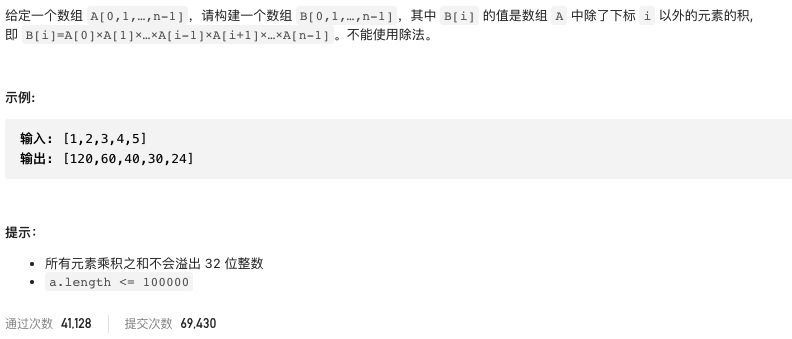 给定一个数组 A[0,1,…,n-1]，请构建一个数组 B[0,1,…,n-1]，其中 B[i] 的值是数组 A 中除了下标 i 以外的元素的积,
即 B[i]=A[0]×A[1]×…×A[i-1]×A[i+1]×…×A[n-1]。不能使用除法。
示例:
输入: [1,2,3,4,5]
输出: [120,60,40,30,24]
提示：
• 所有元素乘积之和不会溢出 32 位整数
• a.length <= 100000
通过次数 41,128 提交次数 69,430